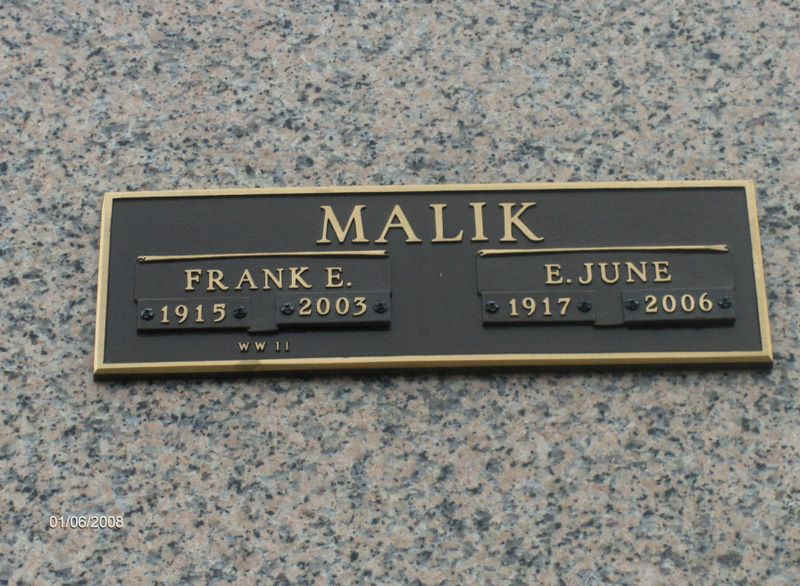 MALIK
FRANK E.
1915 2003
WW II
E. JUNE
1917 2006
01/06/2008